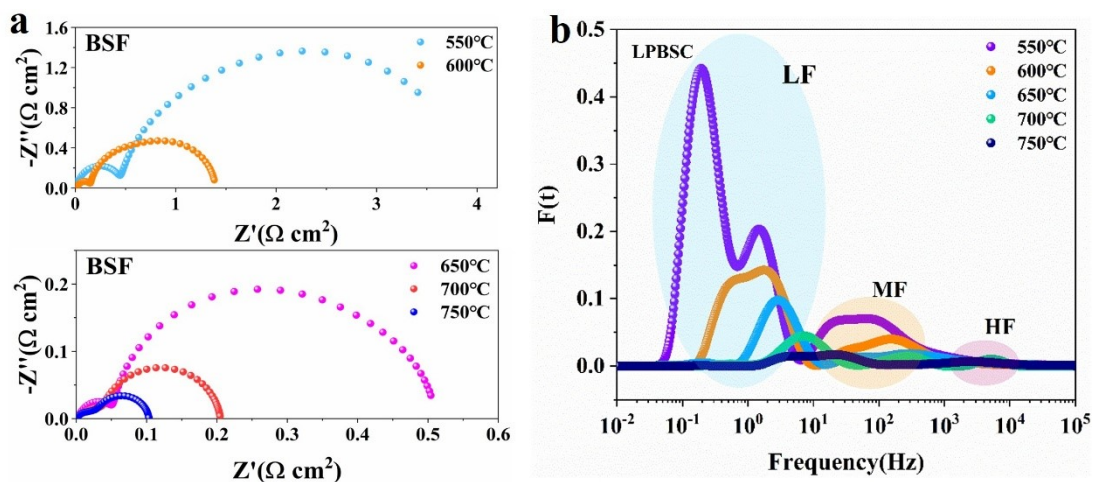 a
BSF
550°C
600°C
1.6
1.2
0.8
0.4
0.0
-Z''(Ω cm²)
0 1 2 3 4
Z'(Ω cm²)
BSF
650°C
700°C
750°C
0.2
0.1
0.0
-Z''(Ω cm²)
0.0 0.1 0.2 0.3 0.4 0.5 0.6
Z'(Ω cm²)
b
LPBSC
LF
MF
HF
550°C
600°C
650°C
700°C
750°C
0.5
0.4
0.3
0.2
0.1
0.0
F(t)
10⁻² 10⁻¹ 10⁰ 10¹ 10² 10³ 10⁴ 10⁵
Frequency(Hz)